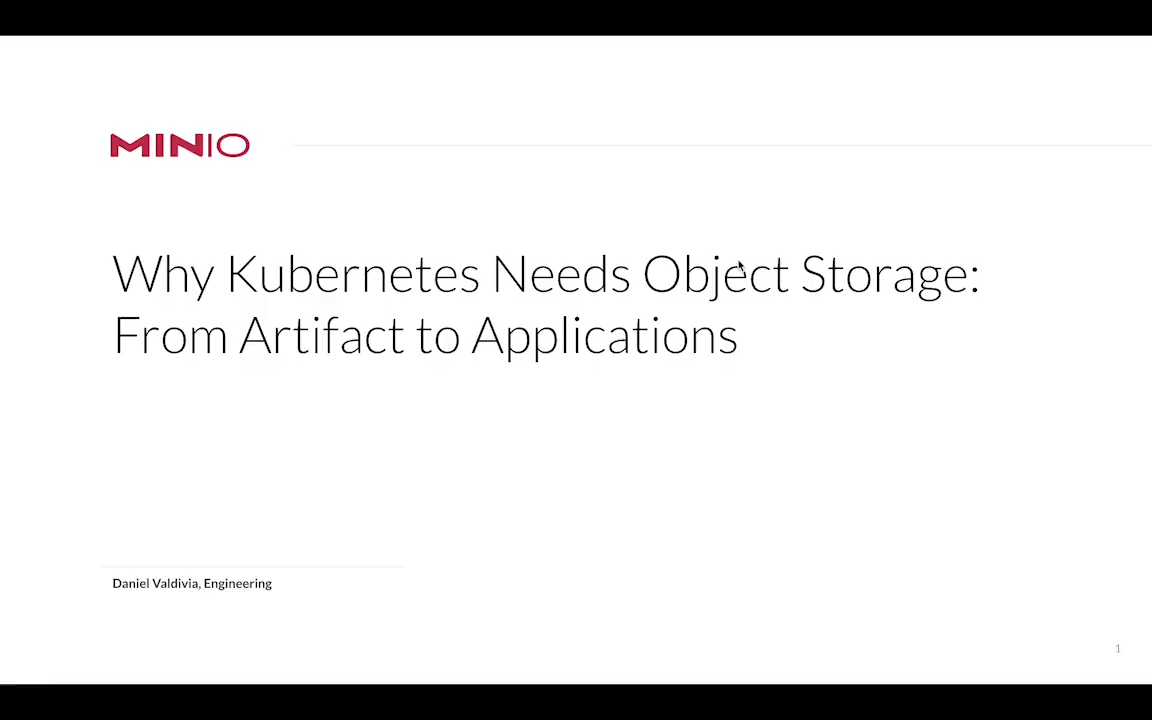 MINIO
Why Kubernetes Needs Object Storage:
From Artifact to Applications
Daniel Valdivia, Engineering
1